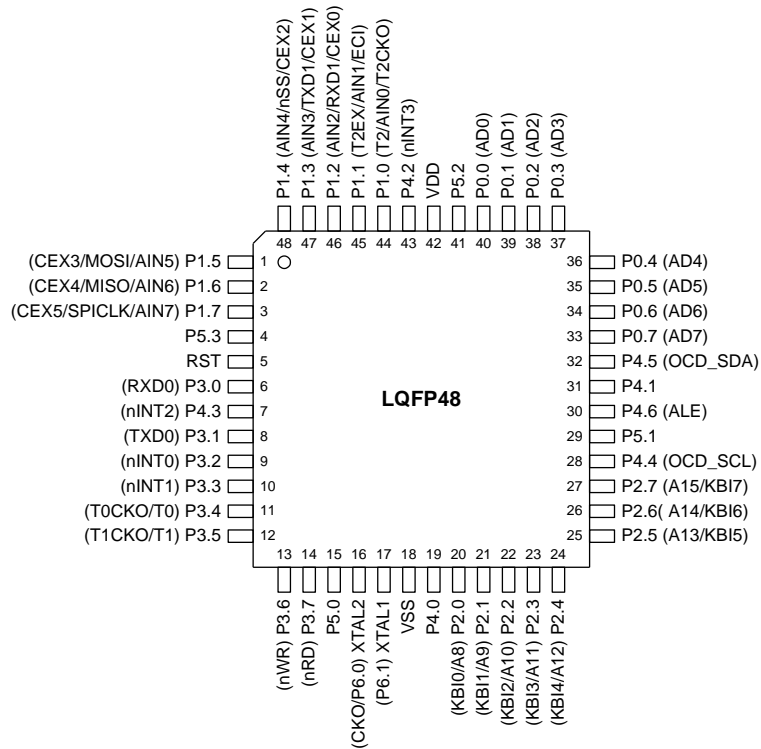 P1.4 (AIN4/nSS/CEX2)
P1.3 (AIN3/TXD1/CEX1)
P1.2 (AIN2/RXD1/CEX0)
P1.1 (T2EX/AIN1/ECI)
P1.0 (T2/AIN0/T2CKO)
P4.2 (nINT3)
VDD
P5.2
P0.0 (AD0)
P0.1 (AD1)
P0.2 (AD2)
P0.3 (AD3)
48 47 46 45 44 43 42 41 40 39 38 37
(CEX3/MOSI/AIN5) P1.5 1
(CEX4/MISO/AIN6) P1.6 2
(CEX5/SPICLK/AIN7) P1.7 3
P5.3 4
RST 5
(RXD0) P3.0 6
(nINT2) P4.3 7
(TXD0) P3.1 8
(nINT0) P3.2 9
(nINT1) P3.3 10
(T0CKO/T0) P3.4 11
(T1CKO/T1) P3.5 12
LQFP48
36 P0.4 (AD4)
35 P0.5 (AD5)
34 P0.6 (AD6)
33 P0.7 (AD7)
32 P4.5 (OCD_SDA)
31 P4.1
30 P4.6 (ALE)
29 P5.1
28 P4.4 (OCD_SCL)
27 P2.7 (A15/KBI7)
26 P2.6( A14/KBI6)
25 P2.5 (A13/KBI5)
13 14 15 16 17 18 19 20 21 22 23 24
(nWR) P3.6
(nRD) P3.7
P5.0
(CKO/P6.0) XTAL2
(P6.1) XTAL1
VSS
P4.0
(KBI0/A8) P2.0
(KBI1/A9) P2.1
(KBI2/A10) P2.2
(KBI3/A11) P2.3
(KBI4/A12) P2.4